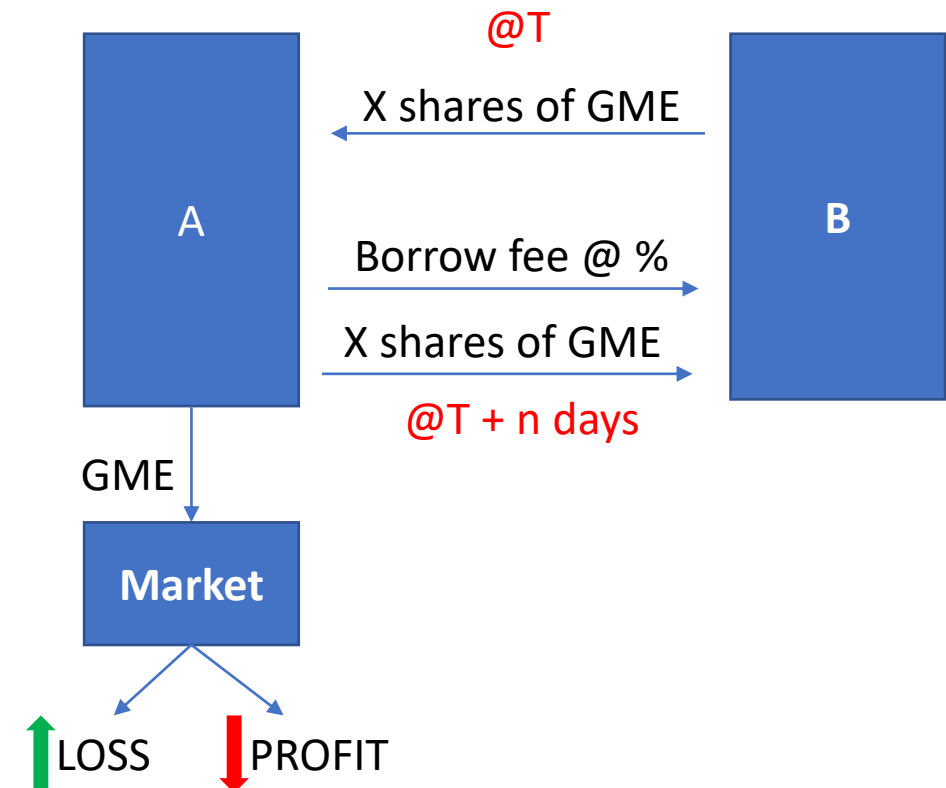 @T
X shares of GME
A
B
Borrow fee @ %
X shares of GME
@T + n days
GME
Market
LOSS
PROFIT